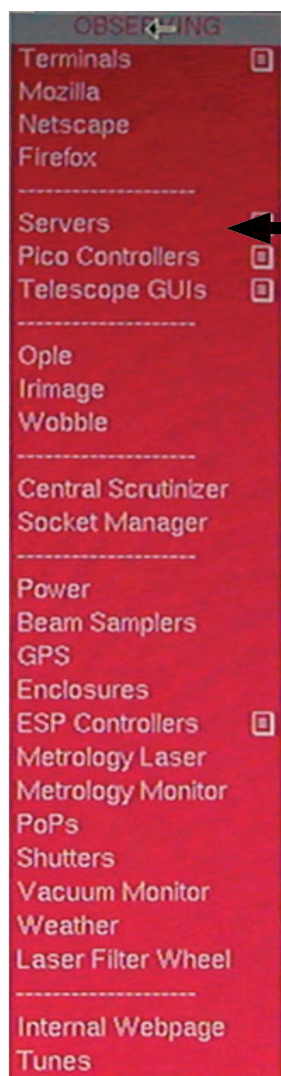 OBSERVING
Terminals
Mozilla
Netscape
Firefox
--------------------
Servers
Pico Controllers
Telescope GUIs
--------------------
Ople
Irimage
Wobble
--------------------
Central Scrutinizer
Socket Manager
--------------------
Power
Beam Samplers
GPS
Enclosures
ESP Controllers
Metrology Laser
Metrology Monitor
PoPs
Shutters
Vacuum Monitor
Weather
Laser Filter Wheel
--------------------
Internal Webpage
Tunes